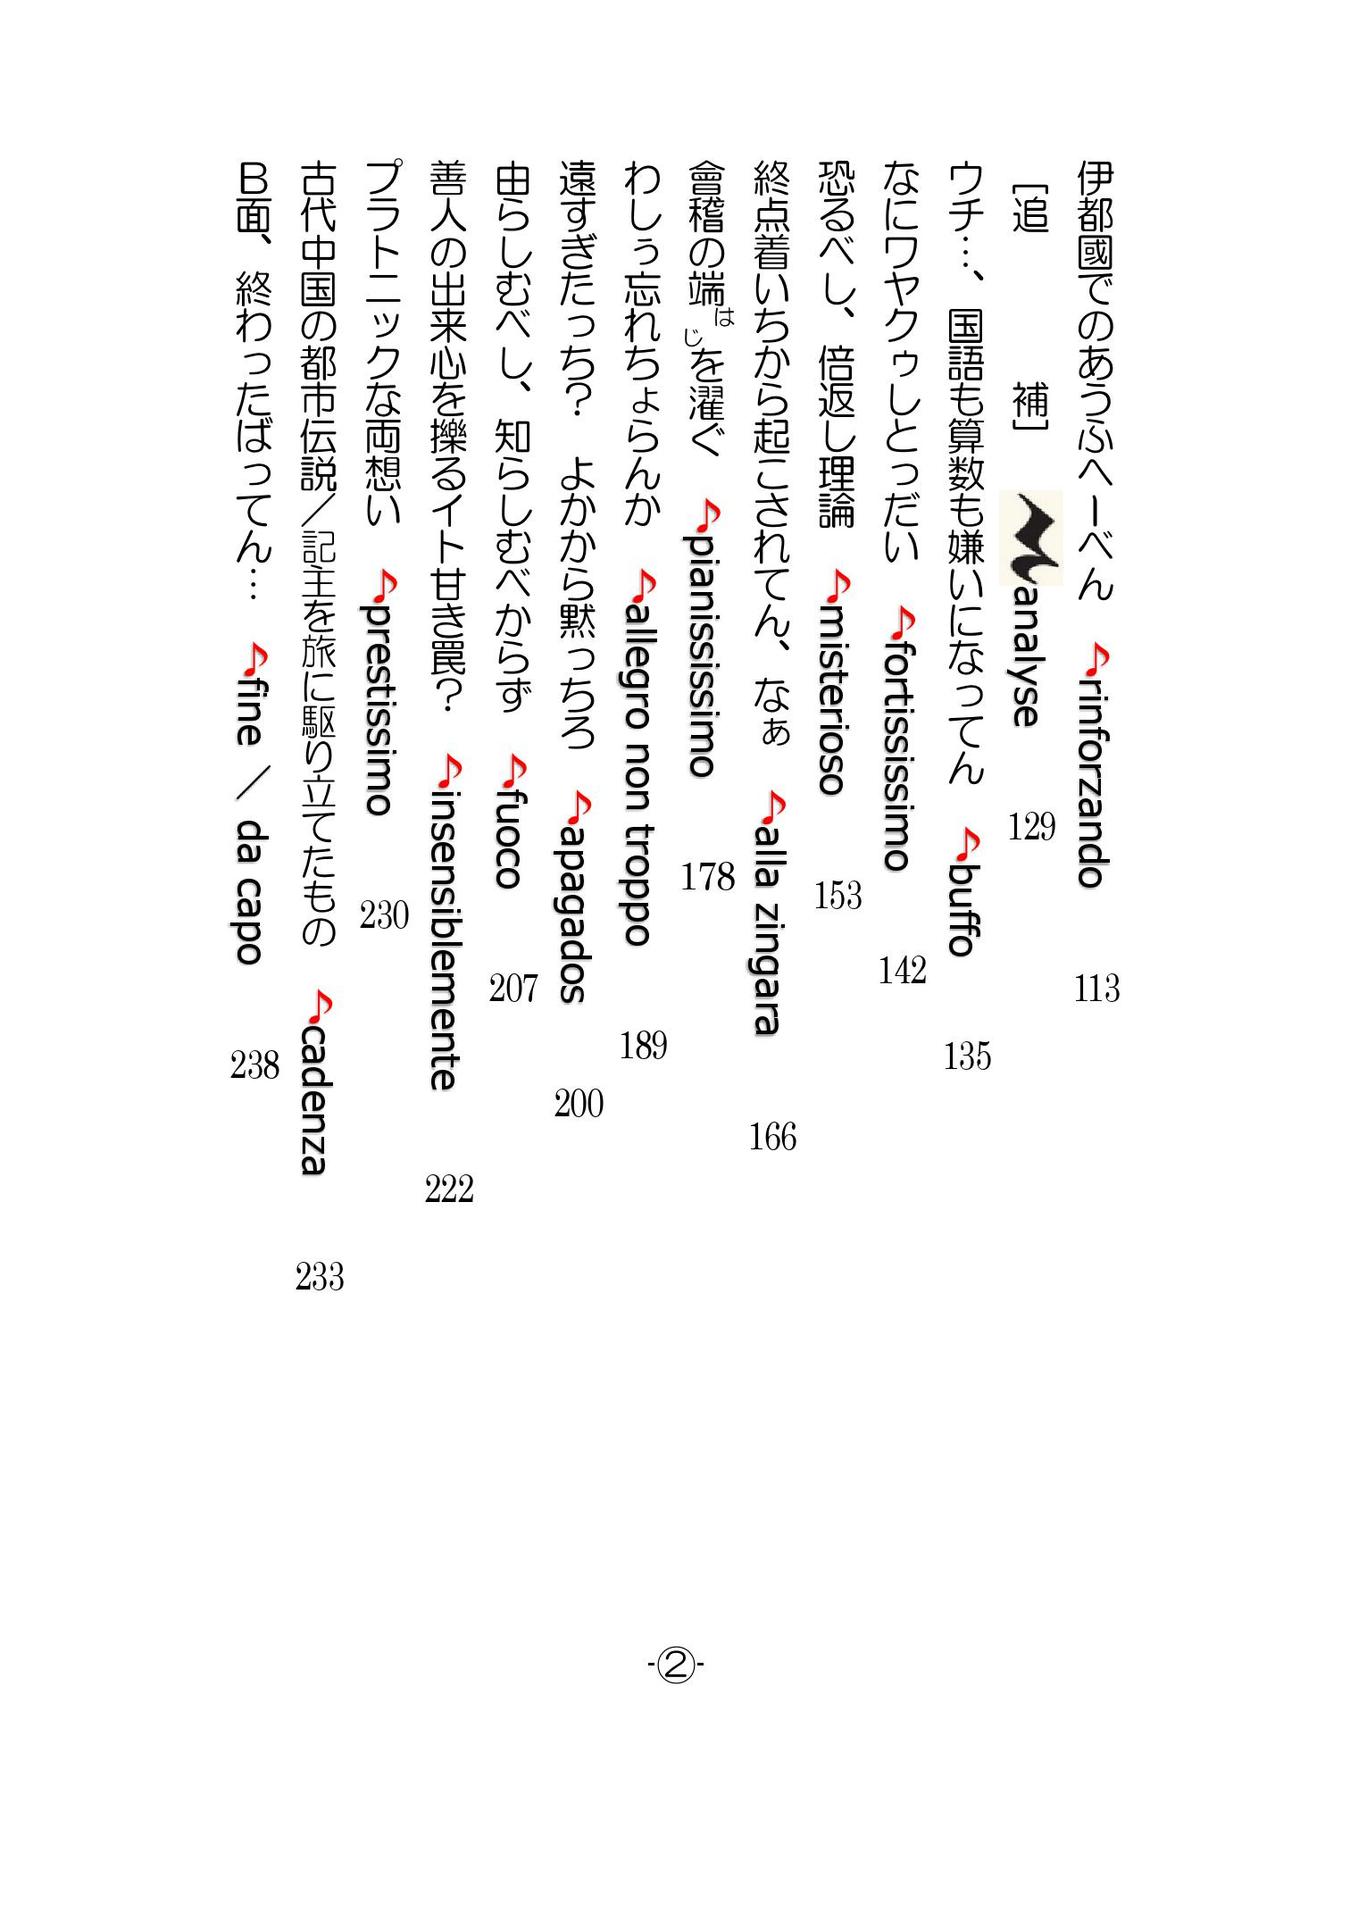 伊都國でのあうふヘーべん ♪rinforzando 113
［追　　　補］ analyse 129
ウチ…、国語も算数も嫌いになってん ♪buffo 135
なにワヤクゥしとっだい ♪fortissississimo 142
恐るべし、倍返し理論 ♪misterioso 153
終点着いちから起こされてん、なぁ ♪alla zingara 166
會稽の端はじを濯ぐ ♪pianissississimo 178
わしぅ忘れちょらんか ♪allegro non troppo 189
遠すぎたっち？　よかから黙っちろ ♪apagados 200
由らしむべし、知らしむべからず ♪fuoco 207
善人の出来心を擽るイト甘き罠？ ♪insensiblemente 222
プラトニックな両想い ♪prestissimo 230
古代中国の都市伝説／記主を旅に駆り立てたもの ♪cadenza 233
Ｂ面、終わったばってん… ♪fine ／ da capo 238
-②-